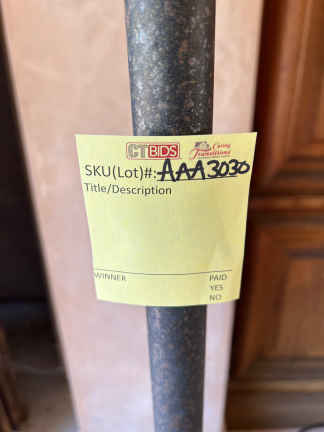 CTBIDS Caring Transitions
SKU(Lot)#: AAA3030
Title/Description
WINNER PAID
YES
NO